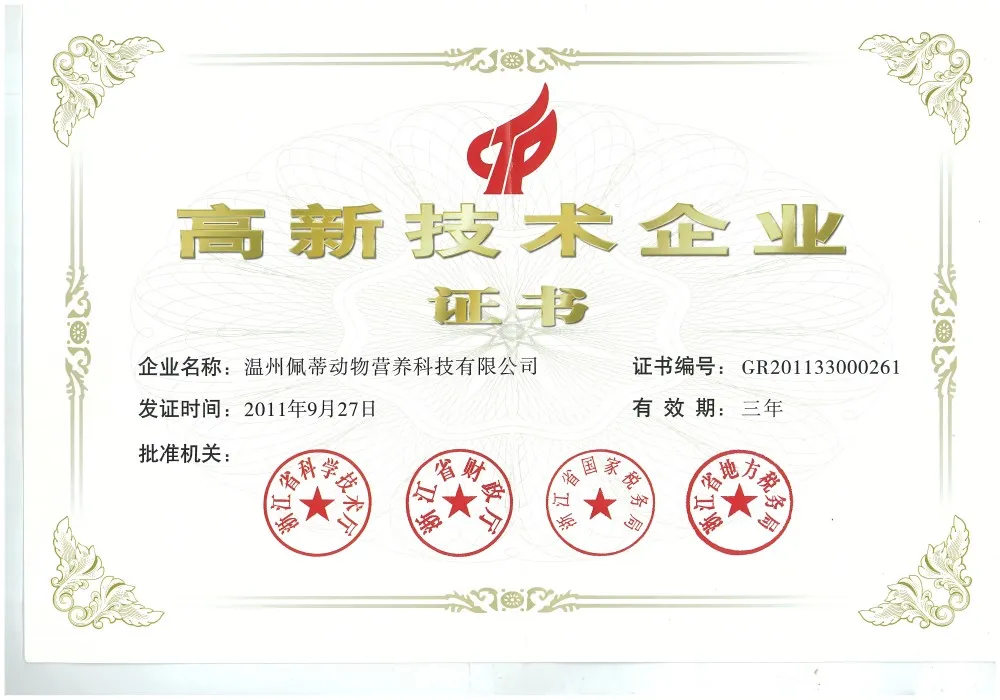 高新技术企业
证书
企业名称：温州佩蒂动物营养科技有限公司
证书编号：GR201133000261
发证时间：2011年9月27日
有 效 期：三年
批准机关：
浙江省科学技术厅
浙江省财政厅
浙江省国家税务局
浙江省地方税务局